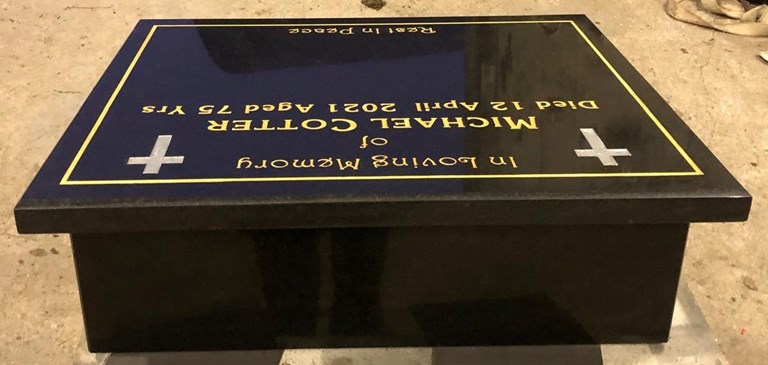 In Loving Memory
of
MICHAEL COTTER
Died 12 April 2021 Aged 75 Yrs
Rest In Peace